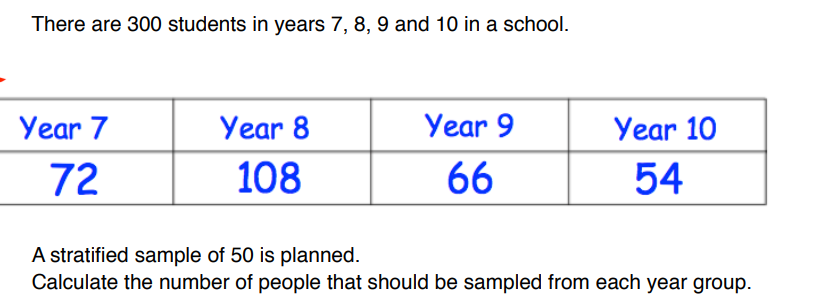 There are 300 students in years 7, 8, 9 and 10 in a school.
Year 7 Year 8 Year 9 Year 10
72 108 66 54
A stratified sample of 50 is planned.
Calculate the number of people that should be sampled from each year group.